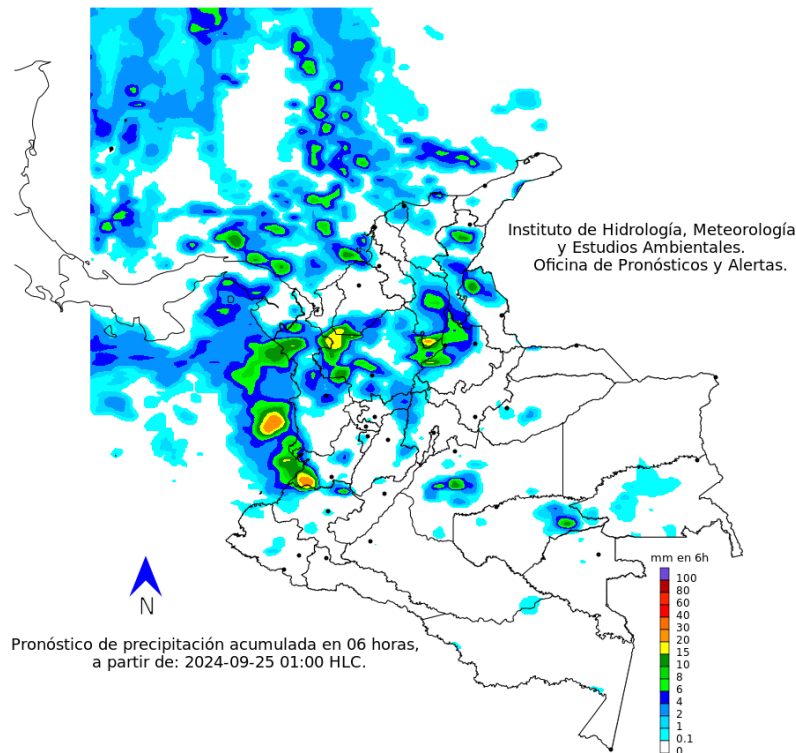 Instituto de Hidrología, Meteorología
y Estudios Ambientales.
Oficina de Pronósticos y Alertas.
mm en 6h
100
80
60
40
30
20
15
10
8
6
4
2
1
0.1
0
N
Pronóstico de precipitación acumulada en 06 horas,
a partir de: 2024-09-25 01:00 HLC.